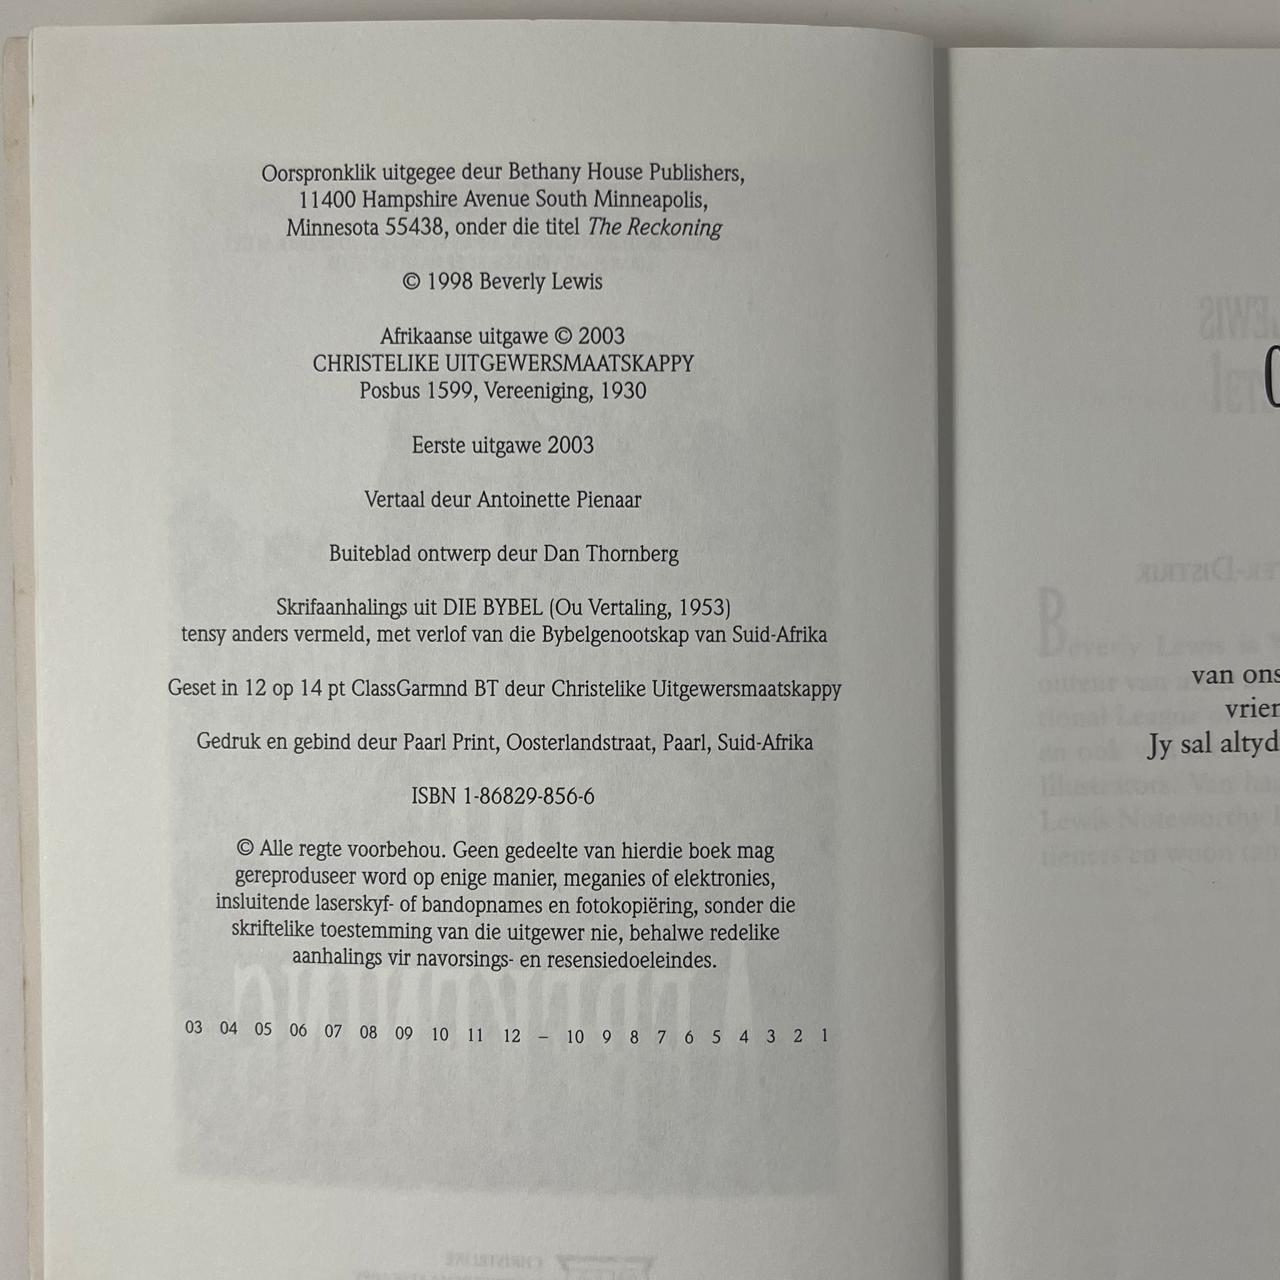 Oorspronklik uitgegee deur Bethany House Publishers,
11400 Hampshire Avenue South Minneapolis,
Minnesota 55438, onder die titel The Reckoning
© 1998 Beverly Lewis
Afrikaanse uitgawe © 2003
CHRISTELIKE UITGEWERSMAATSKAPPY
Posbus 1599, Vereeniging, 1930
Eerste uitgawe 2003
Vertaal deur Antoinette Pienaar
Buiteblad ontwerp deur Dan Thornberg
Skrifaanhalings uit DIE BYBEL (Ou Vertaling, 1953)
tensy anders vermeld, met verlof van die Bybelgenootskap van Suid-Afrika
Geset in 12 op 14 pt ClassGarmnd BT deur Christelike Uitgewersmaatskappy
Gedruk en gebind deur Paarl Print, Oosterlandstraat, Paarl, Suid-Afrika
ISBN 1-86829-856-6
© Alle regte voorbehou. Geen gedeelte van hierdie boek mag
gereproduseer word op enige manier, meganies of elektronies,
insluitende laserskyf- of bandopnames en fotokopiëring, sonder die
skriftelike toestemming van die uitgewer nie, behalwe redelike
aanhalings vir navorsings- en resensiedoeleindes.
03 04 05 06 07 08 09 10 11 12 – 10 9 8 7 6 5 4 3 2 1
van ons
vrien
Jy sal altyd